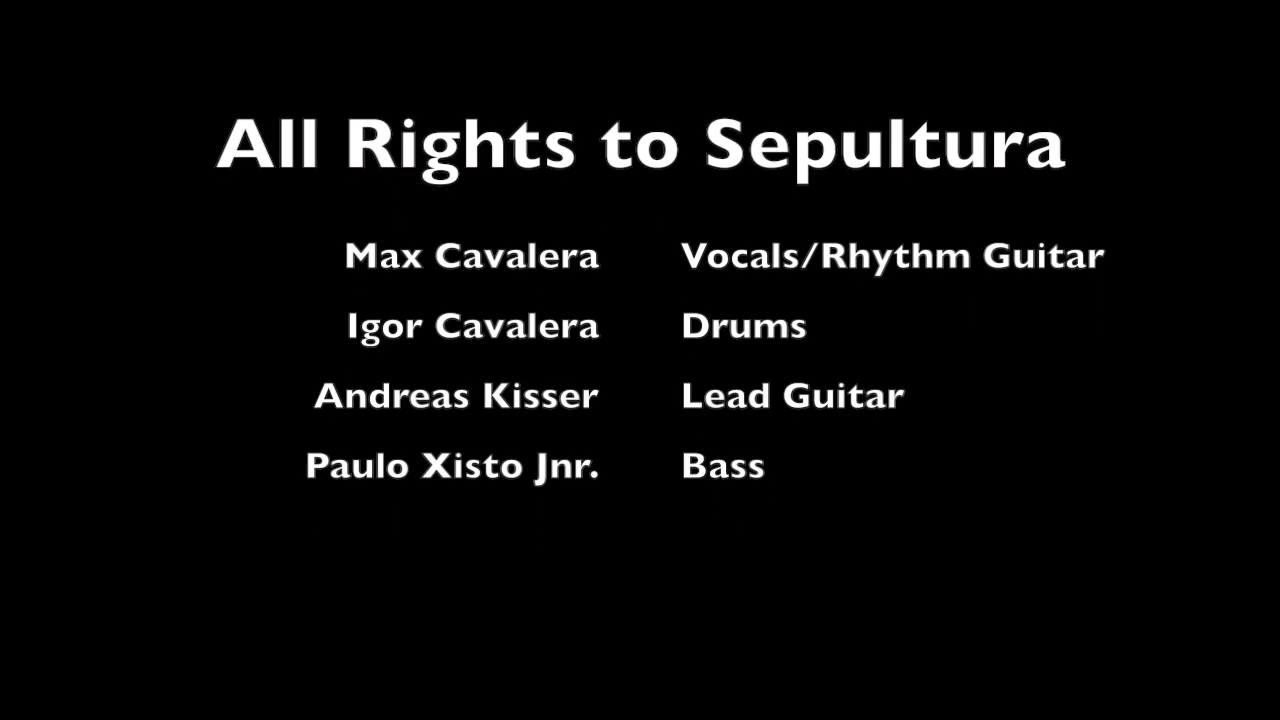 All Rights to Sepultura
Max Cavalera Vocals/Rhythm Guitar
Igor Cavalera Drums
Andreas Kisser Lead Guitar
Paulo Xisto Jnr. Bass